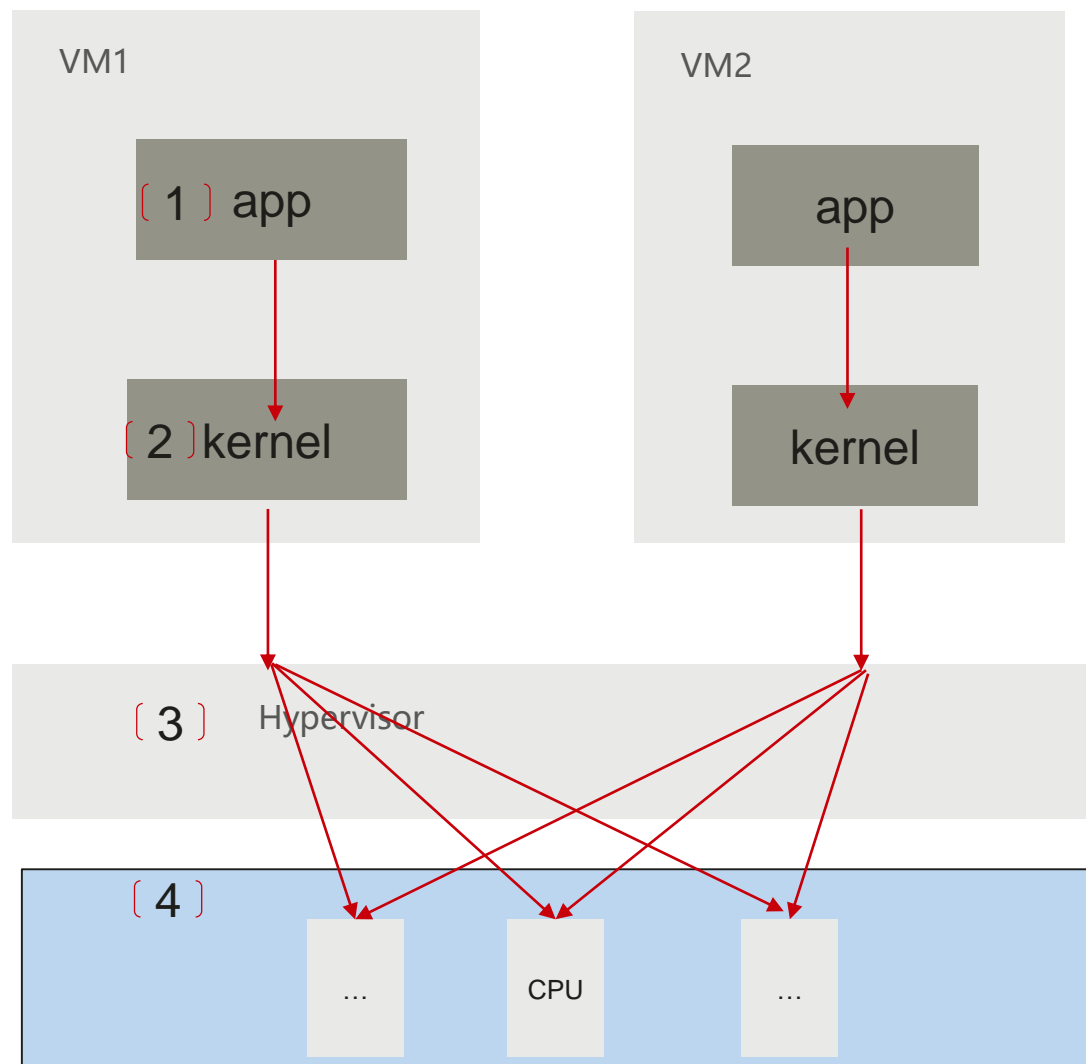 VM1
VM2
[ 1 ] app
app
[ 2 ] kernel
kernel
[ 3 ] Hypervisor
[ 4 ]
...
CPU
...